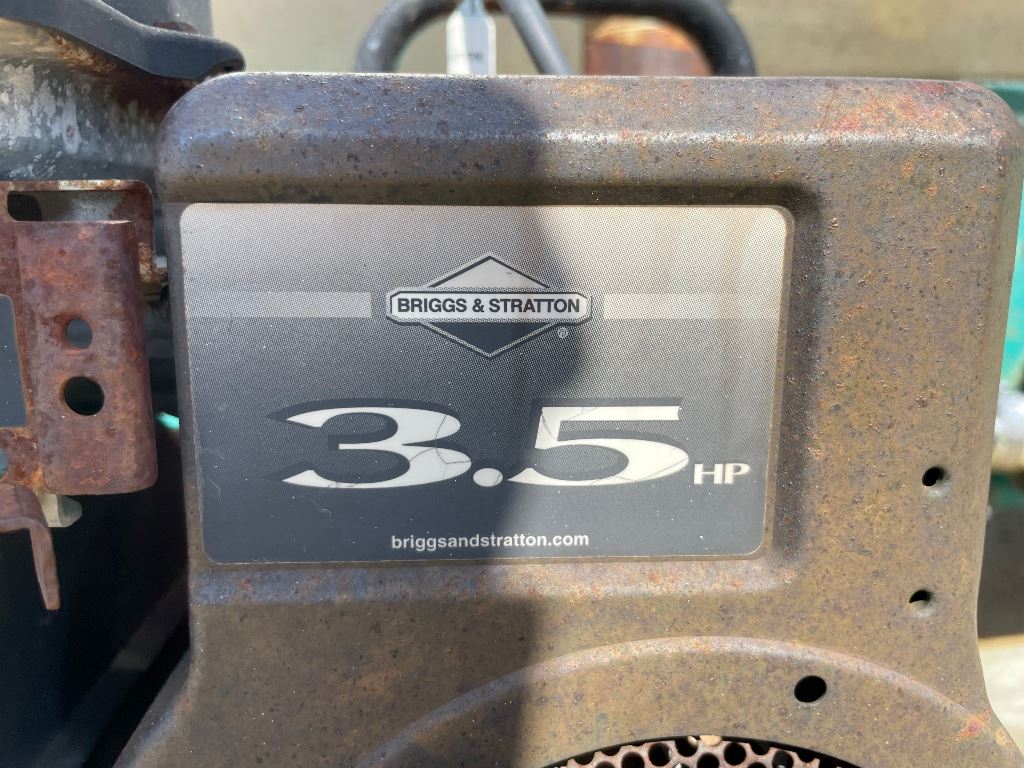 BRIGGS & STRATTON
®
3.5 HP
briggsandstratton.com